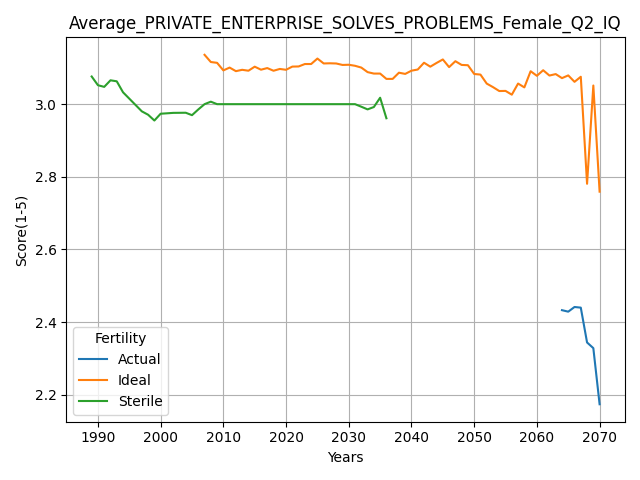 Average_PRIVATE_ENTERPRISE_SOLVES_PROBLEMS_Female_Q2_IQ
Score(1-5)
3.0
2.8
2.6
2.4
2.2
Fertility
Actual
Ideal
Sterile
1990 2000 2010 2020 2030 2040 2050 2060 2070
Years